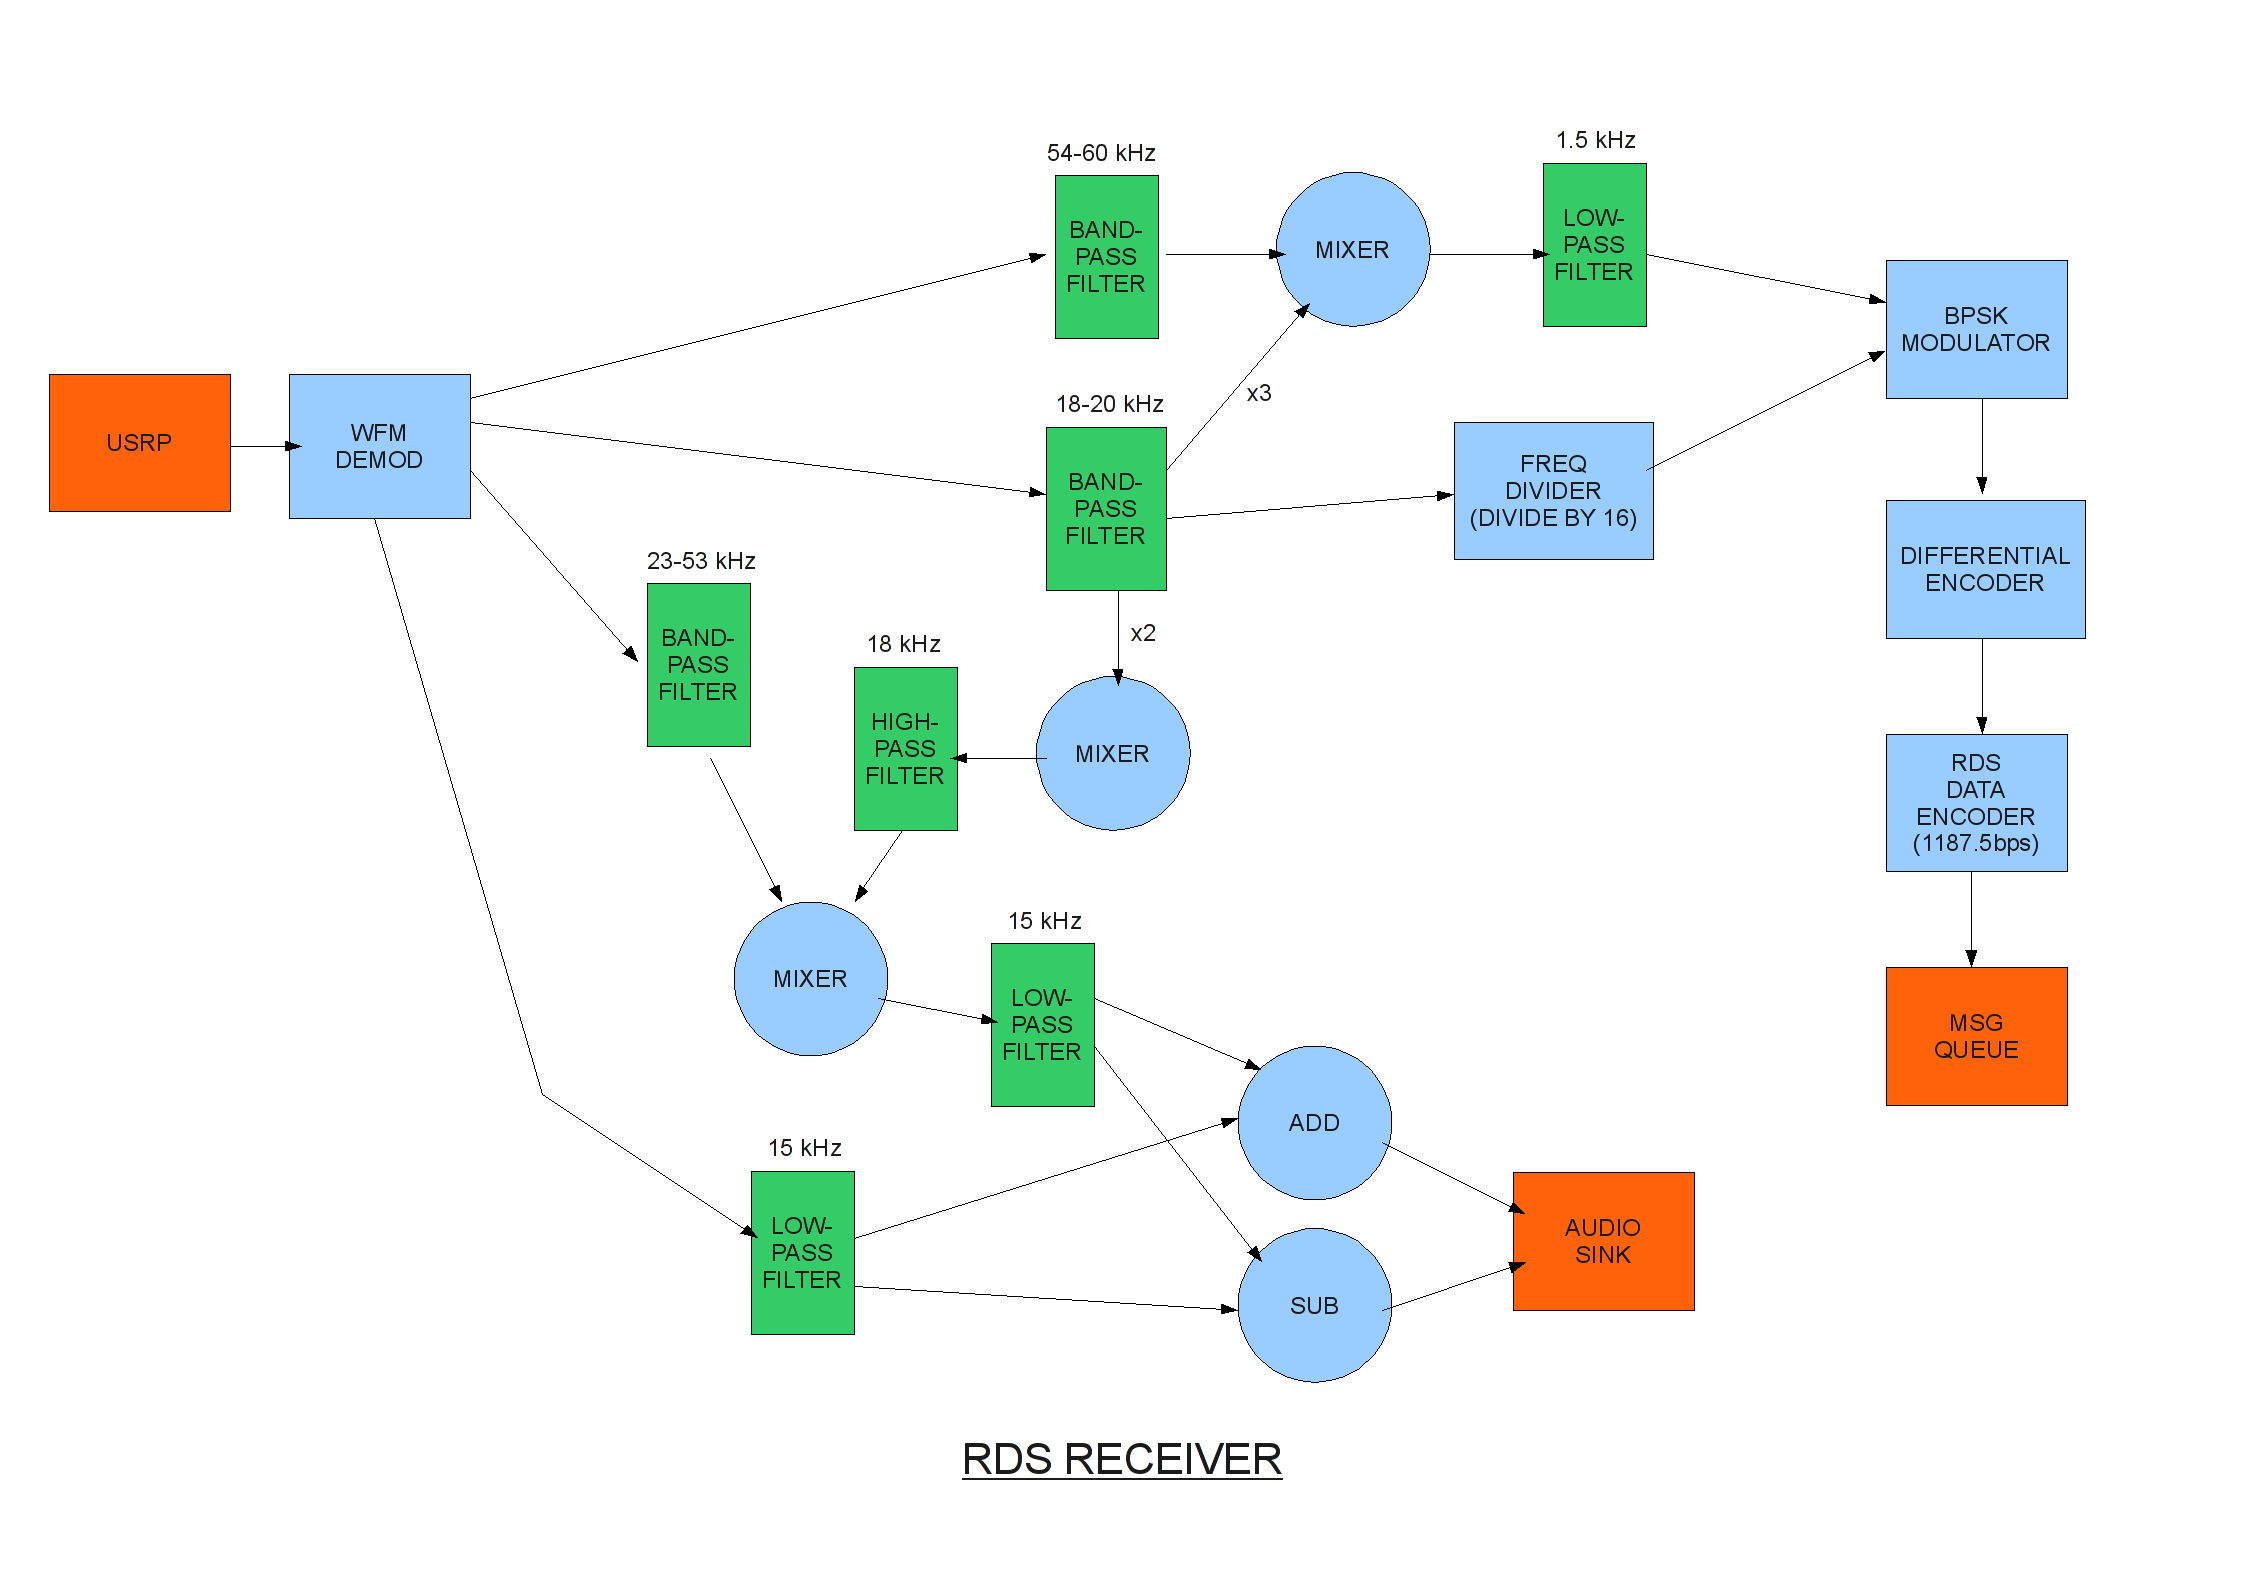 1.5 kHz
54-60 kHz
BAND-
PASS
FILTER
MIXER
LOW-
PASS
FILTER
BPSK
MODULATOR
x3
18-20 kHz
USRP
WFM
DEMOD
BAND-
PASS
FILTER
FREQ
DIVIDER
(DIVIDE BY 16)
DIFFERENTIAL
ENCODER
23-53 kHz
BAND-
PASS
FILTER
x2
18 kHz
HIGH-
PASS
FILTER
MIXER
RDS
DATA
ENCODER
(1187.5bps)
MIXER
15 kHz
LOW-
PASS
FILTER
MSG
QUEUE
ADD
15 kHz
LOW-
PASS
FILTER
SUB
AUDIO
SINK
RDS RECEIVER